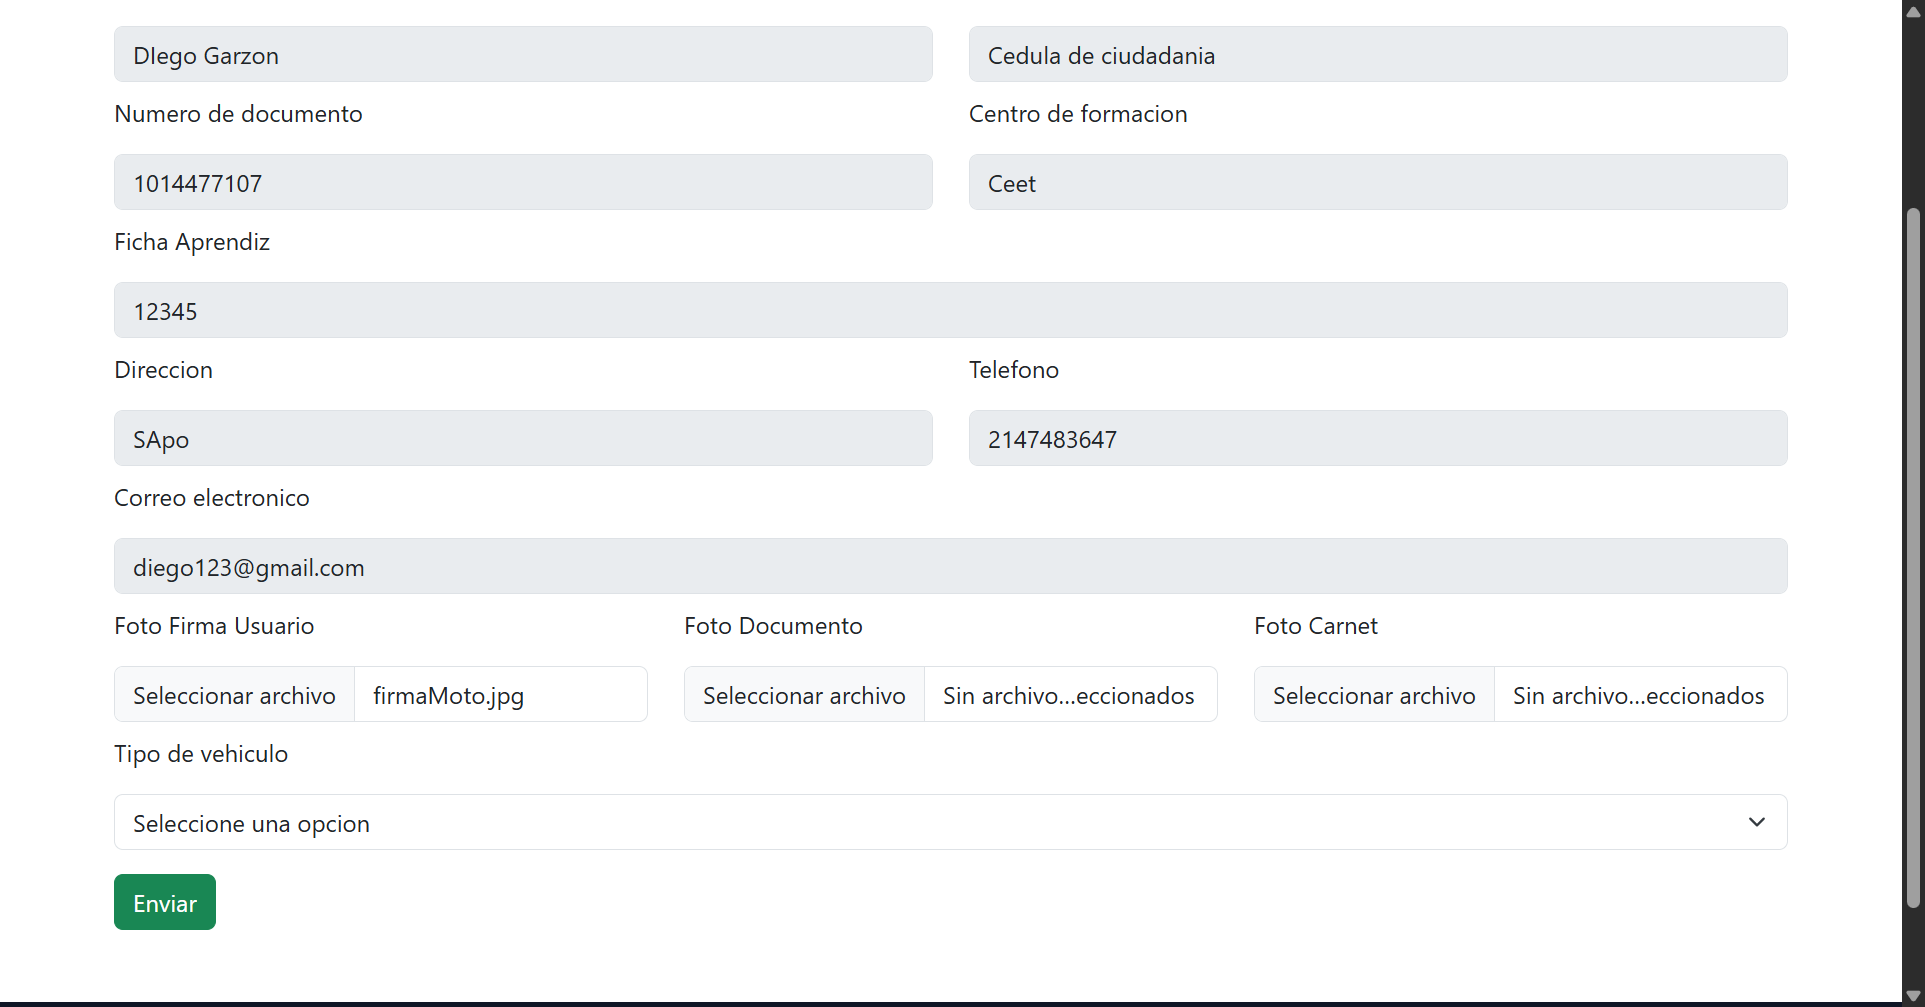 DIego Garzon
Cedula de ciudadania
Numero de documento
Centro de formacion
1014477107
Ceet
Ficha Aprendiz
12345
Direccion
Telefono
SApo
2147483647
Correo electronico
diego123@gmail.com
Foto Firma Usuario
Foto Documento
Foto Carnet
Seleccionar archivo firmaMoto.jpg
Seleccionar archivo Sin archivo...eccionados
Seleccionar archivo Sin archivo...eccionados
Tipo de vehiculo
Seleccione una opcion
Enviar